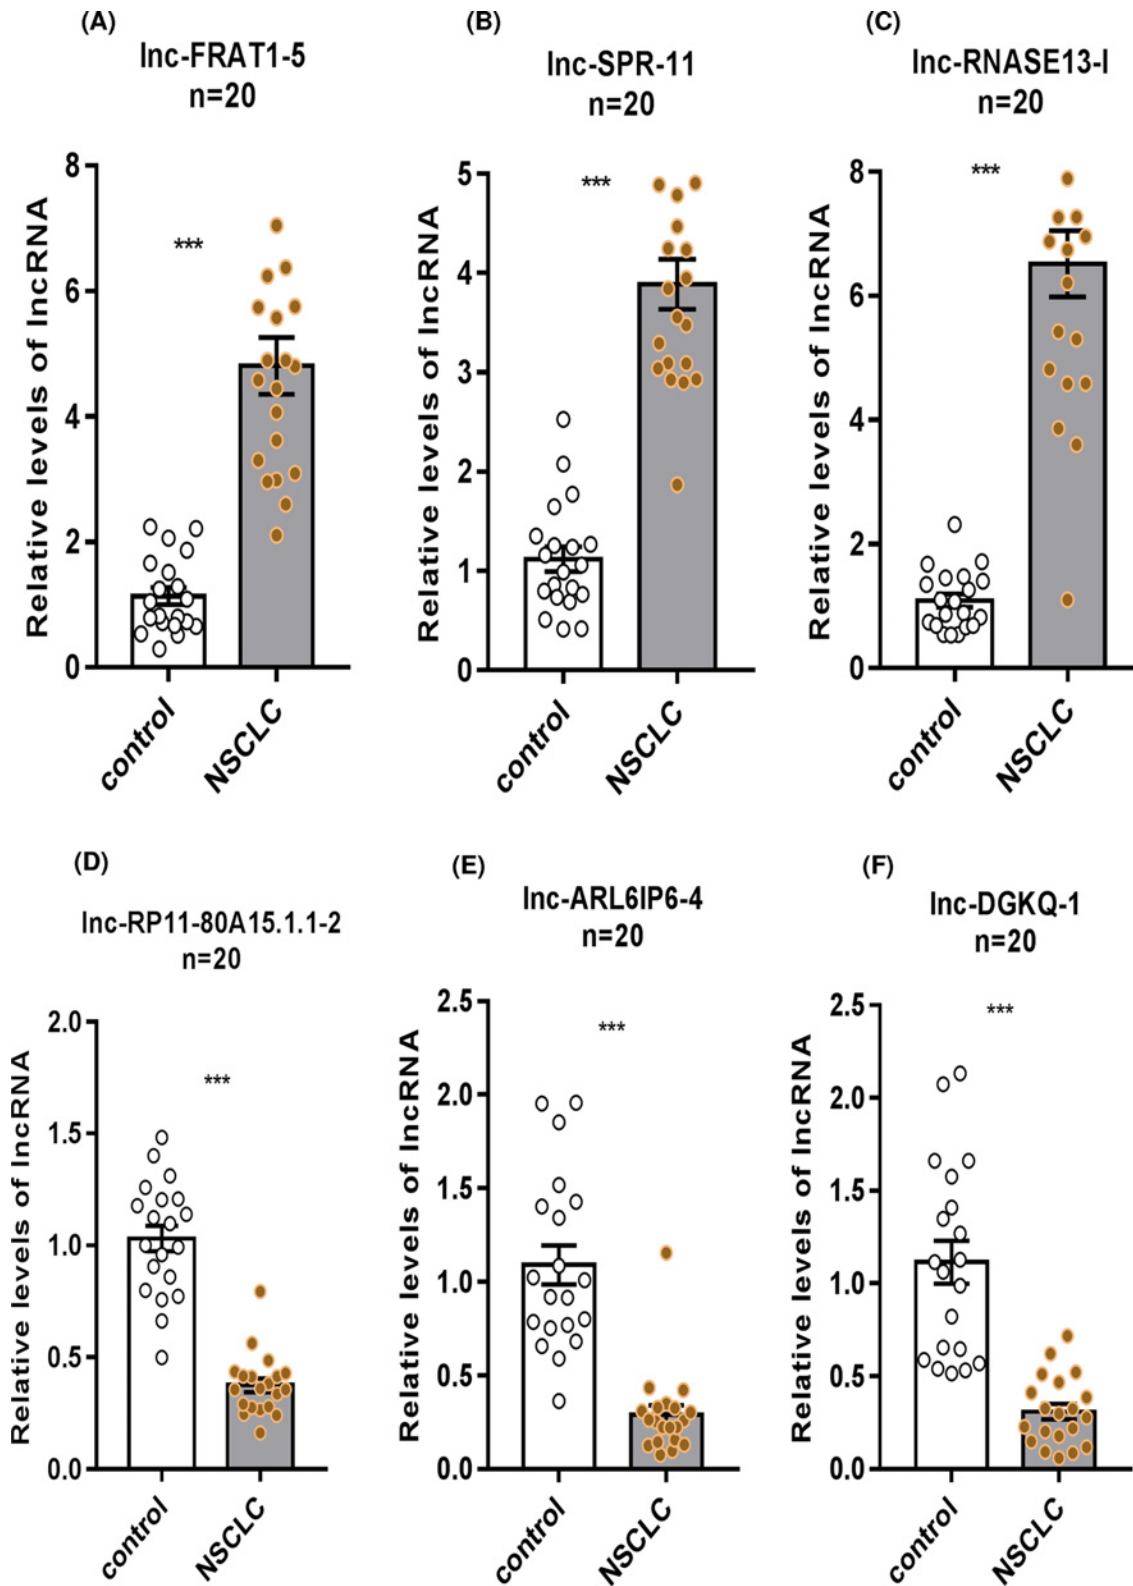 (A)
lnc-FRAT1-5
n=20
Relative levels of lncRNA
8
6
4
2
0
***
control
NSCLC
(B)
lnc-SPR-11
n=20
Relative levels of lncRNA
5
4
3
2
1
0
***
control
NSCLC
(C)
lnc-RNASE13-I
n=20
Relative levels of lncRNA
8
6
4
2
0
***
control
NSCLC
(D)
lnc-RP11-80A15.1.1-2
n=20
Relative levels of lncRNA
2.0
1.5
1.0
0.5
0.0
***
control
NSCLC
(E)
lnc-ARL6IP6-4
n=20
Relative levels of lncRNA
2.5
2.0
1.5
1.0
0.5
0.0
***
control
NSCLC
(F)
lnc-DGKQ-1
n=20
Relative levels of lncRNA
2.5
2.0
1.5
1.0
0.5
0.0
***
control
NSCLC